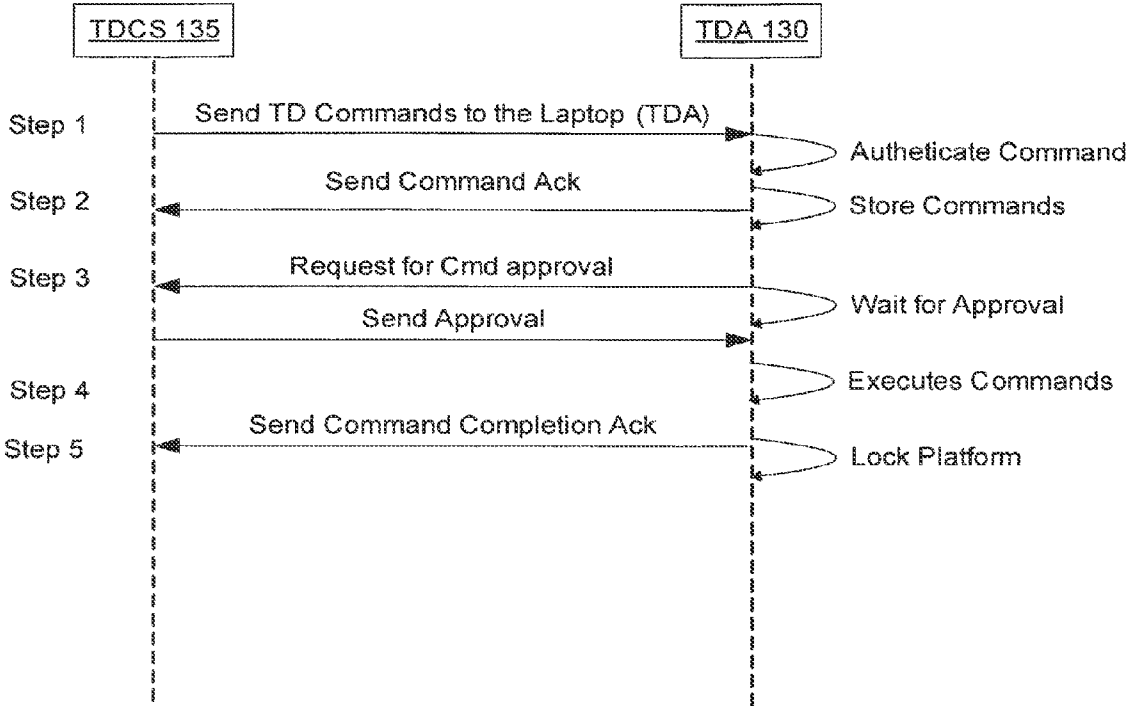 TDCS 135
TDA 130
Step 1
Send TD Commands to the Laptop (TDA)
Autheticate Command
Step 2
Send Command Ack
Store Commands
Step 3
Request for Cmd approval
Wait for Approval
Send Approval
Step 4
Executes Commands
Step 5
Send Command Completion Ack
Lock Platform